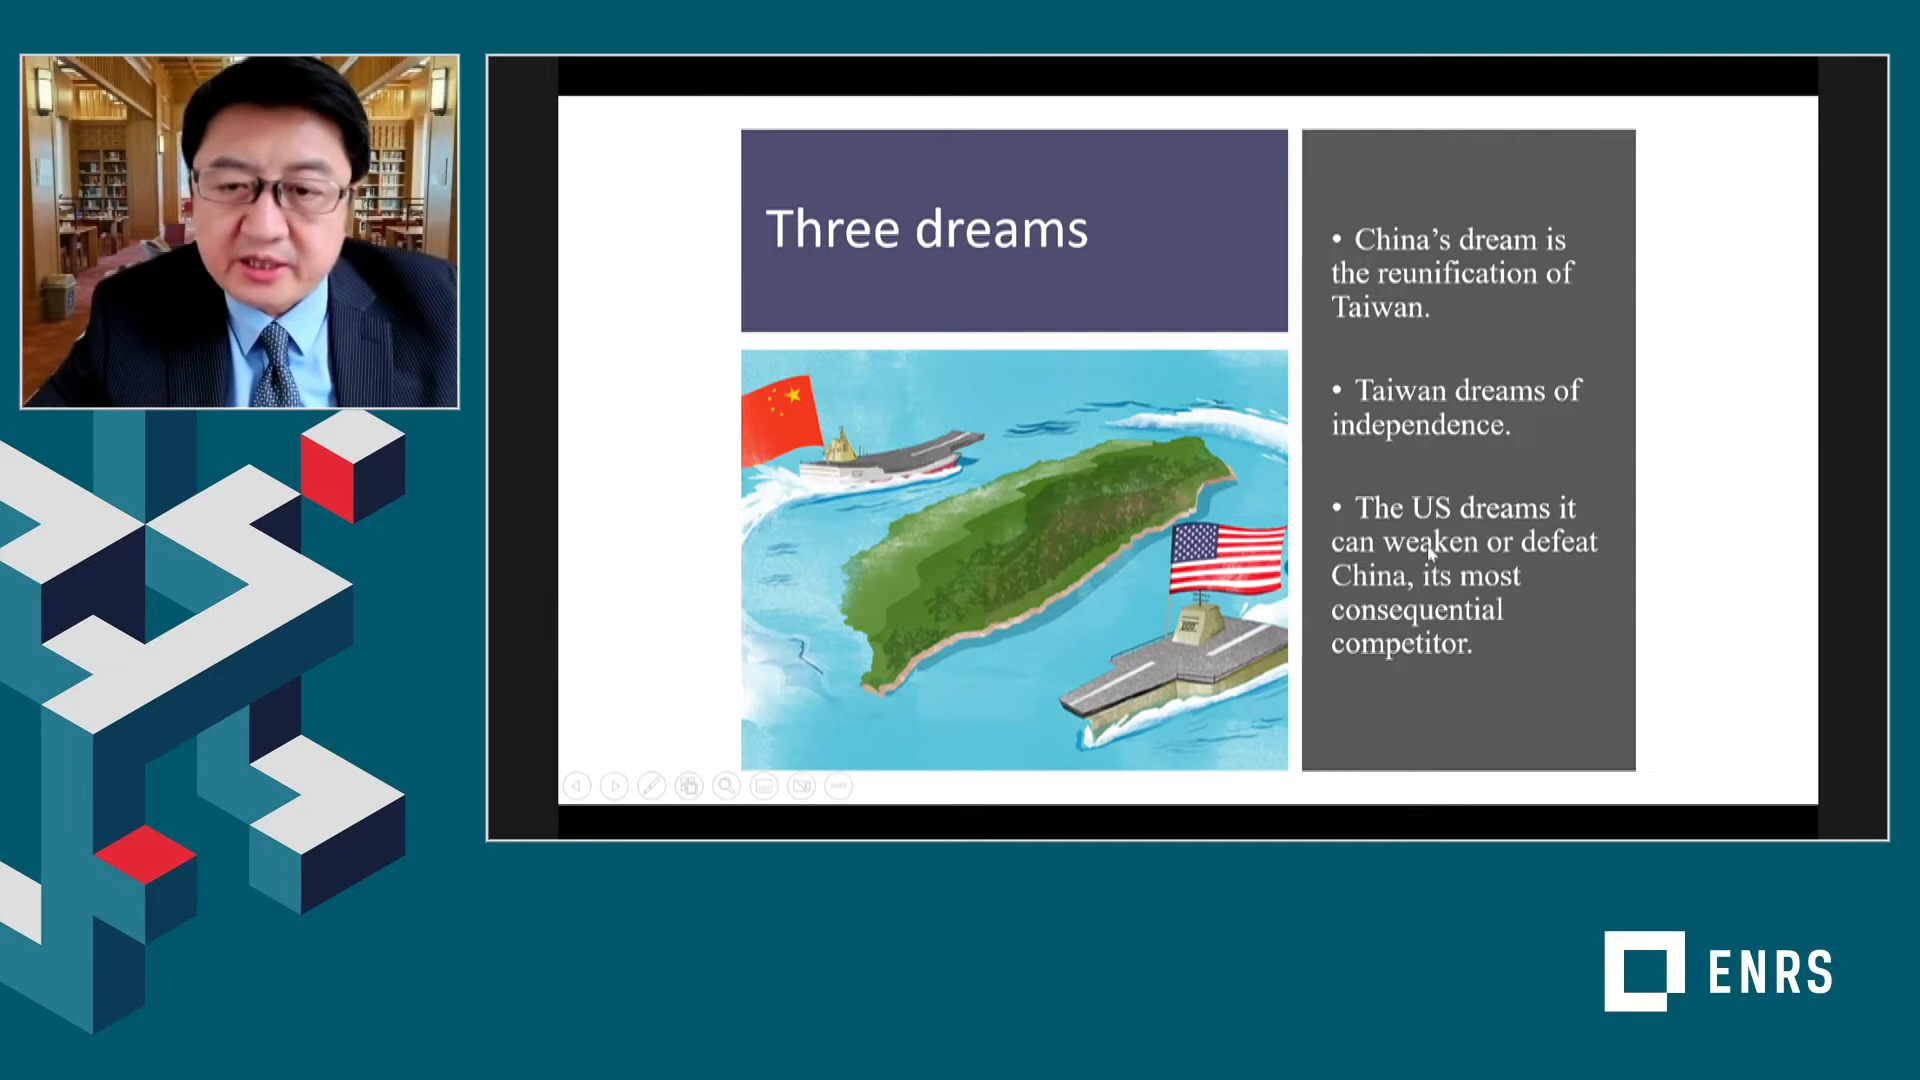 Three dreams
• China’s dream is
the reunification of
Taiwan.
• Taiwan dreams of
independence.
• The US dreams it
can weaken or defeat
China, its most
consequential
competitor.
ENRS